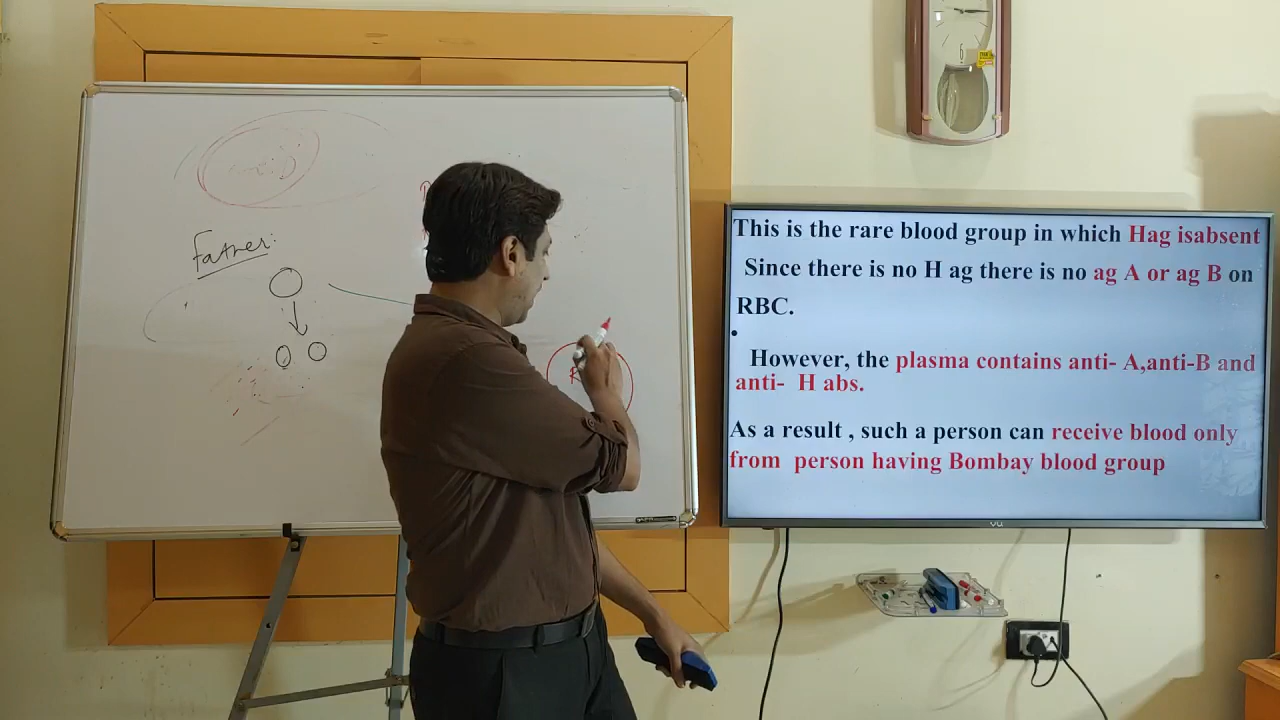 Father:
R
This is the rare blood group in which Hag isabsent
Since there is no H ag there is no ag A or ag B on
RBC.
•
However, the plasma contains anti- A,anti-B and
anti- H abs.
As a result , such a person can receive blood only
from person having Bombay blood group
VU
6